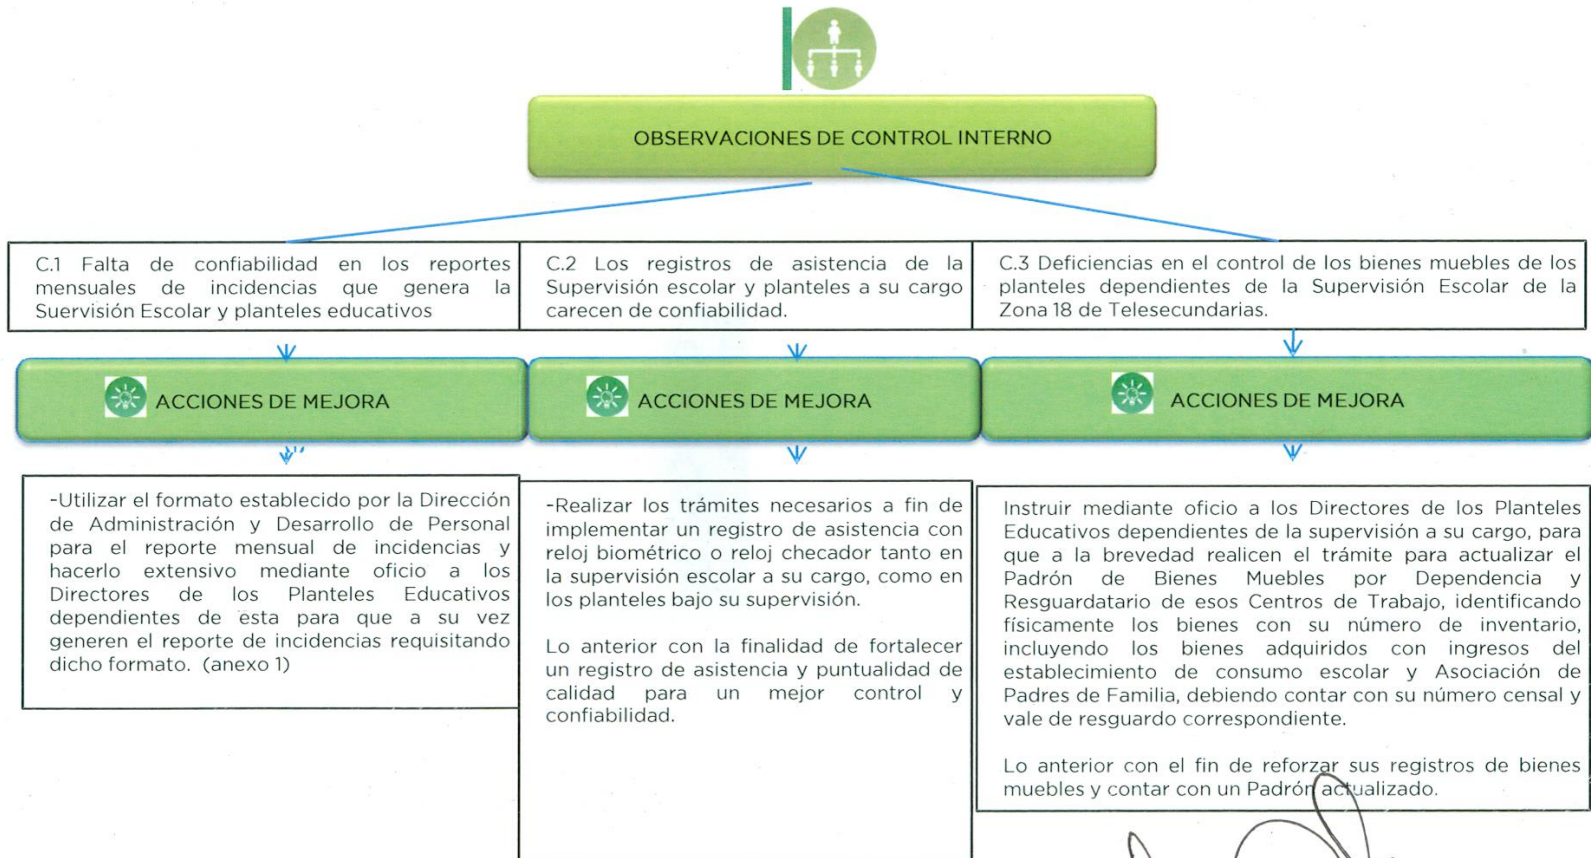 OBSERVACIONES DE CONTROL INTERNO
C.1 Falta de confiabilidad en los reportes
mensuales de incidencias que genera la
Suervisión Escolar y planteles educativos
C.2 Los registros de asistencia de la
Supervisión escolar y planteles a su cargo
carecen de confiabilidad.
C.3 Deficiencias en el control de los bienes muebles de los
planteles dependientes de la Supervisión Escolar de la
Zona 18 de Telesecundarias.
ACCIONES DE MEJORA
ACCIONES DE MEJORA
ACCIONES DE MEJORA
-Utilizar el formato establecido por la Dirección
de Administración y Desarrollo de Personal
para el reporte mensual de incidencias y
hacerlo extensivo mediante oficio a los
Directores de los Planteles Educativos
dependientes de esta para que a su vez
generen el reporte de incidencias requisitando
dicho formato. (anexo 1)
-Realizar los trámites necesarios a fin de
implementar un registro de asistencia con
reloj biométrico o reloj checador tanto en
la supervisión escolar a su cargo, como en
los planteles bajo su supervisión.
Lo anterior con la finalidad de fortalecer
un registro de asistencia y puntualidad de
calidad para un mejor control y
confiabilidad.
Instruir mediante oficio a los Directores de los Planteles
Educativos dependientes de la supervisión a su cargo, para
que a la brevedad realicen el trámite para actualizar el
Padrón de Bienes Muebles por Dependencia y
Resguardatario de esos Centros de Trabajo, identificando
físicamente los bienes con su número de inventario,
incluyendo los bienes adquiridos con ingresos del
establecimiento de consumo escolar y Asociación de
Padres de Familia, debiendo contar con su número censal y
vale de resguardo correspondiente.
Lo anterior con el fin de reforzar sus registros de bienes
muebles y contar con un Padrón actualizado.